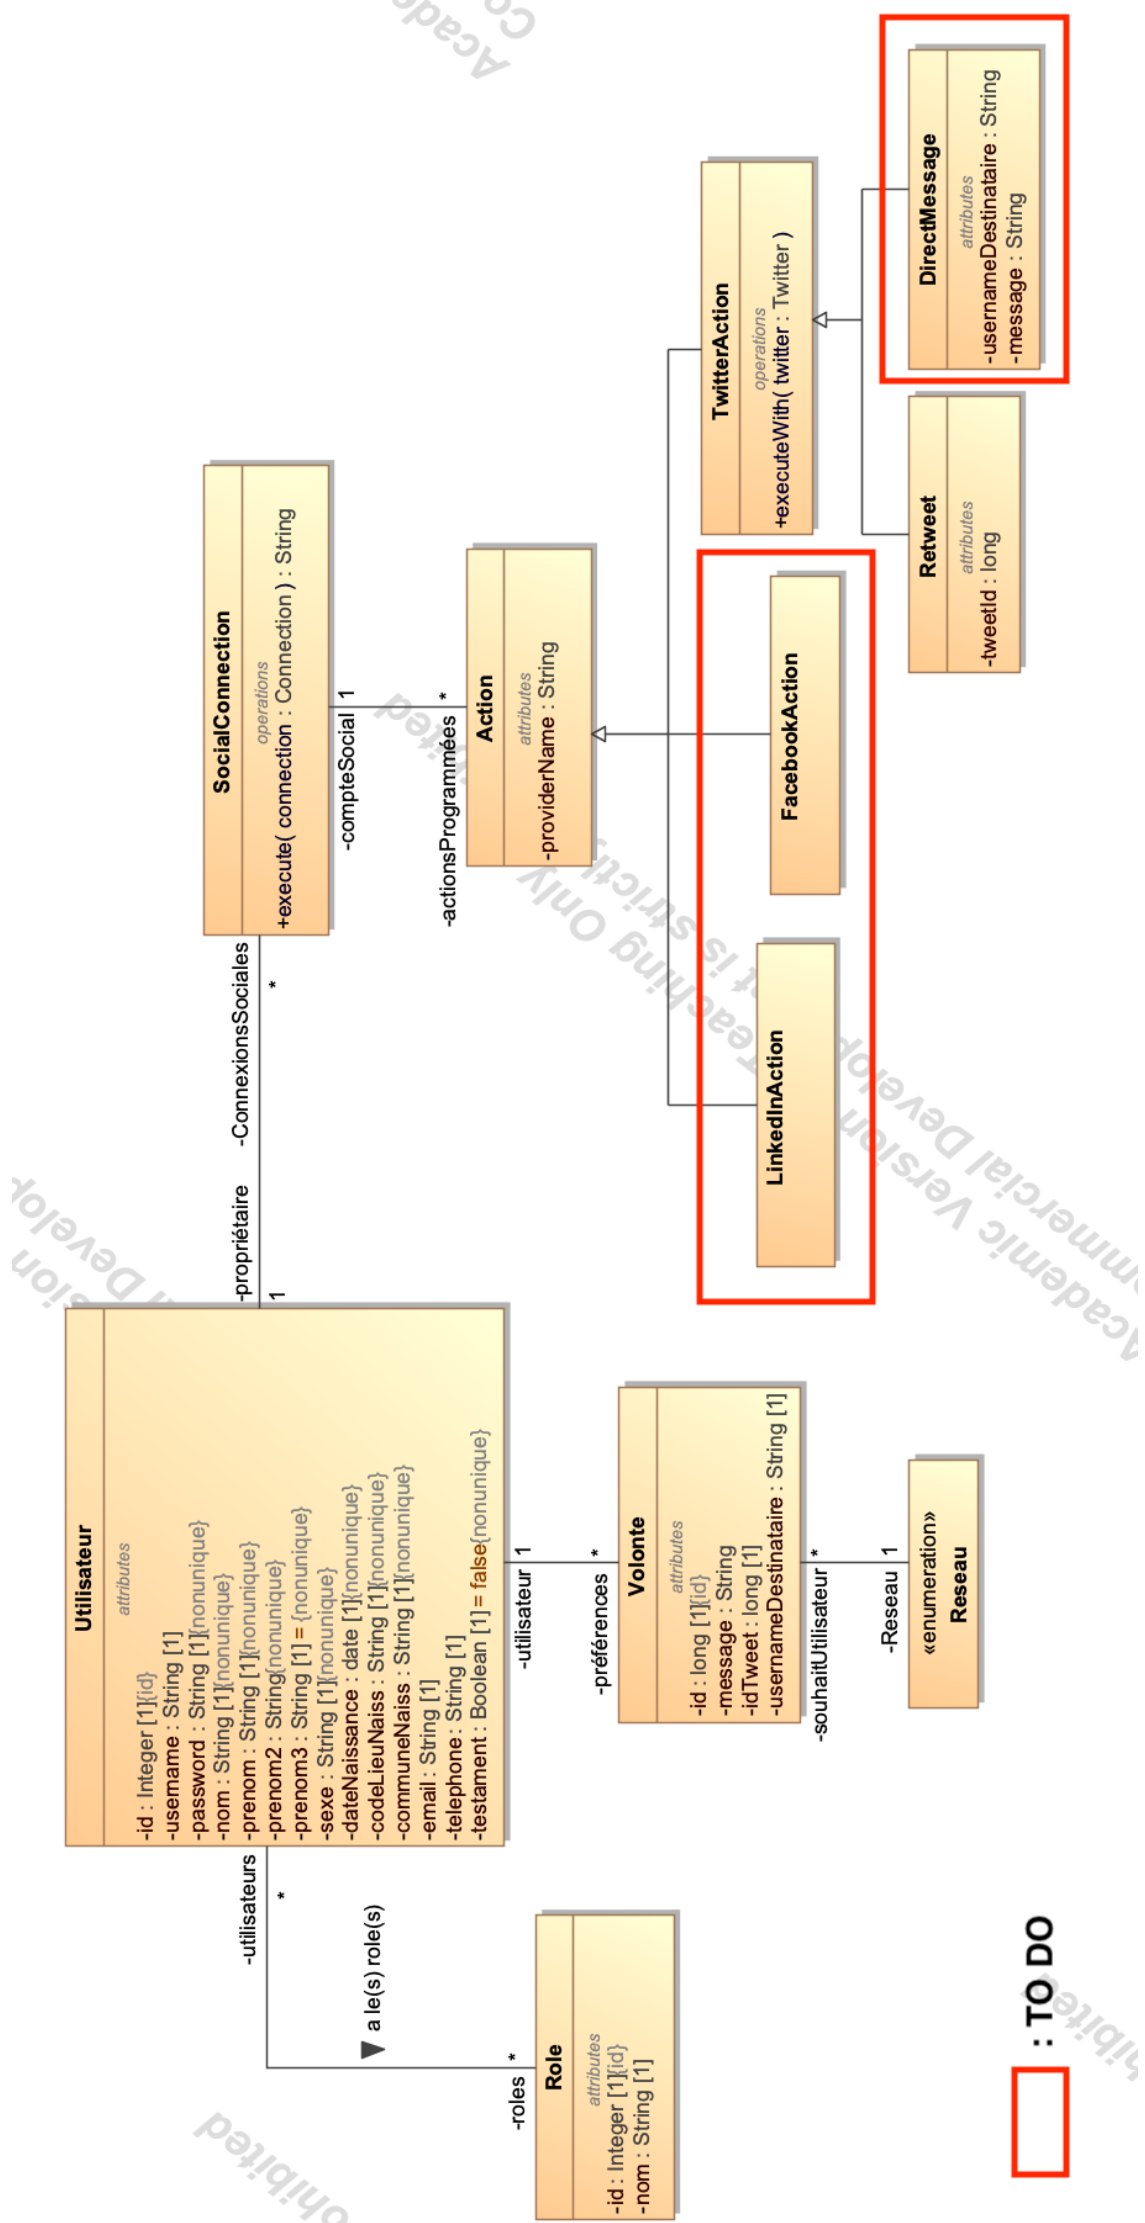 Utilisateur
attributes
-id : Integer [1]{id}
-username : String [1]
-password : String [1]{nonunique}
-nom : String [1]{nonunique}
-prenom : String [1]{nonunique}
-prenom2 : String{nonunique}
-prenom3 : String [1] = {nonunique}
-sexe : String [1]{nonunique}
-dateNaissance : date [1]{nonunique}
-codeLieuNaiss : String [1]{nonunique}
-communeNaiss : String [1]{nonunique}
-email : String [1]
-telephone : String [1]
-testament : Boolean [1] = false{nonunique}
-propriétaire
1
-ConnexionsSociales
*
SocialConnection
operations
+execute( connection : Connection ) : String
-compteSocial
1
-actionsProgrammées
*
Action
attributes
-providerName : String
-utilisateurs
*
a le(s) role(s)
-roles
*
Role
attributes
-id : Integer [1]{id}
-nom : String [1]
-utilisateur
1
-préférences
*
Volonte
attributes
-id : long [1]{id}
-message : String
-idTweet : long [1]
-usernameDestinataire : String [1]
-souhaitUtilisateur
*
-Reseau
1
«enumeration»
Reseau
LinkedInAction
FacebookAction
TwitterAction
operations
+executeWith( twitter : Twitter )
Retweet
attributes
-tweetId : long
DirectMessage
attributes
-usernameDestinataire : String
-message : String
: TO DO
Academic Version
Teaching Only